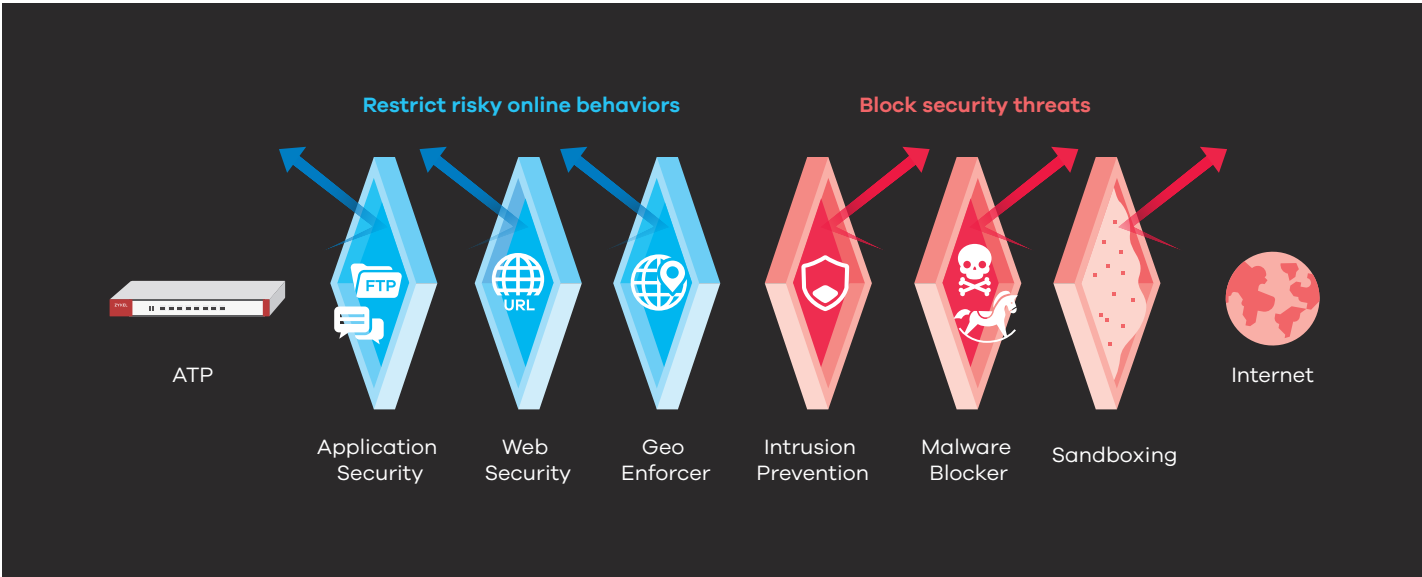 Restrict risky online behaviors
Block security threats
ZYXEL
FTP
URL
ATP
Internet
Application
Security
Web
Security
Geo
Enforcer
Intrusion
Prevention
Malware
Blocker
Sandboxing